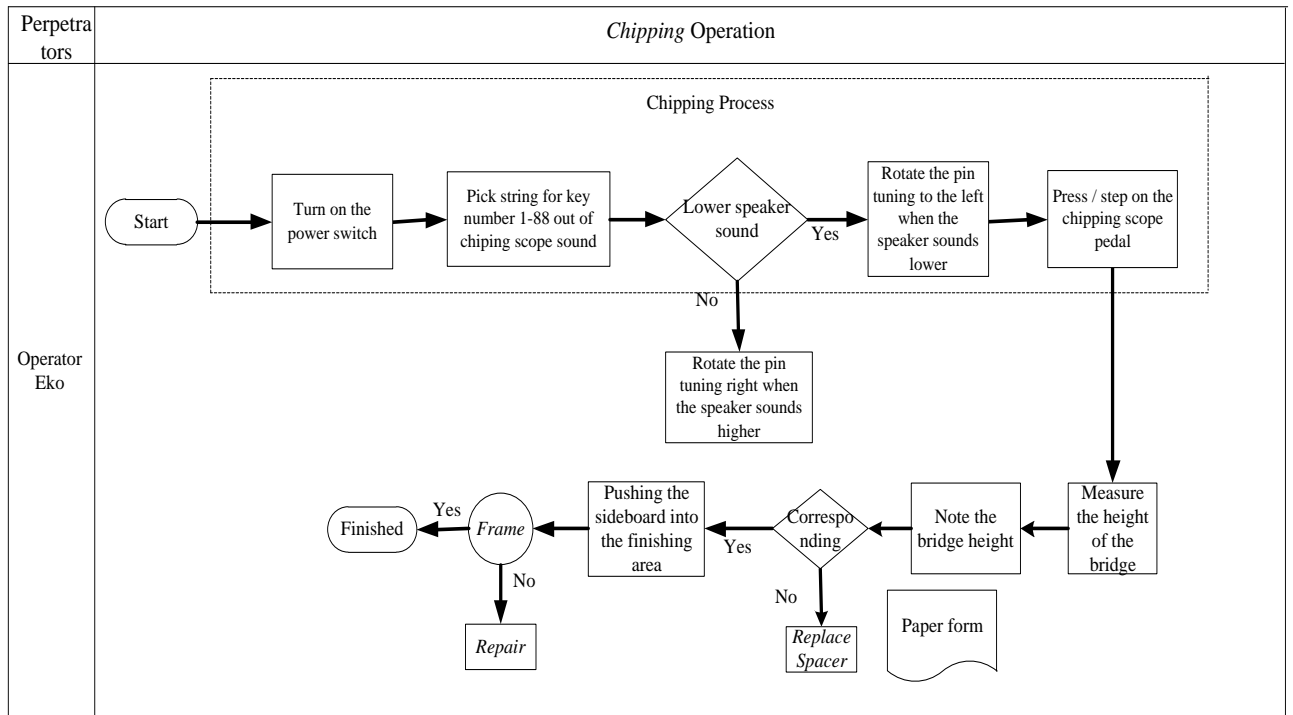 Perpetra
tors
Chipping Operation
Chipping Process
Start
Turn on the
power switch
Pick string for key
number 1-88 out of
chiping scope sound
Lower speaker
sound
Yes
Rotate the pin
tuning to the left
when the
speaker sounds
lower
Press / step on the
chipping scope
pedal
No
Rotate the pin
tuning right when
the speaker sounds
higher
Operator
Eko
Finished
Yes
Frame
No
Repair
Pushing the
sideboard into
the finishing
area
Yes
Correspo
nding
No
Replace
Spacer
Note the
bridge height
Paper form
Measure
the height
of the
bridge